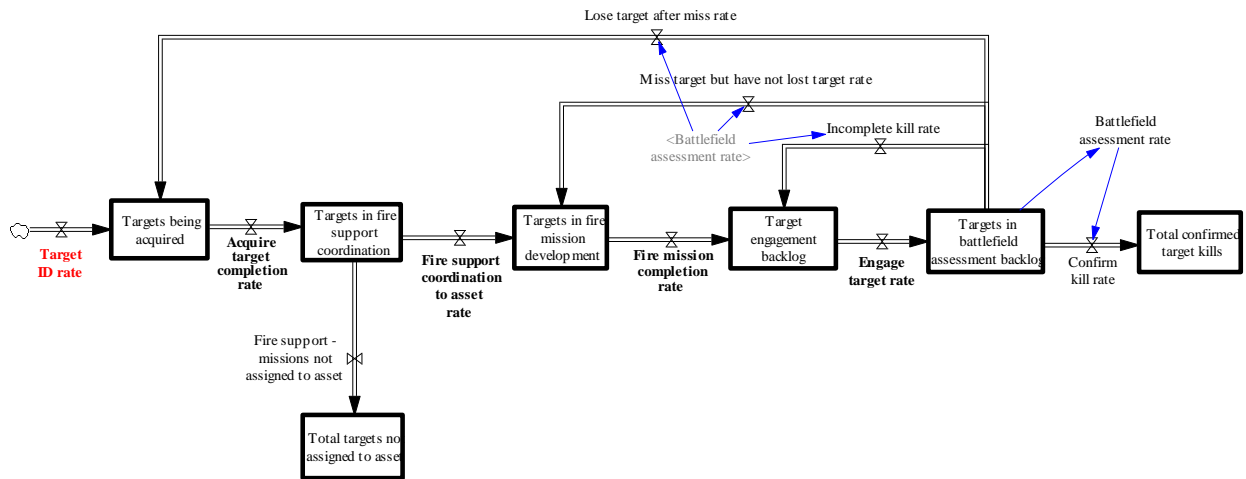 Lose target after miss rate
Miss target but have not lost target rate
<Battlefield
assessment rate>
Incomplete kill rate
Battlefield
assessment rate
Target
ID rate
Targets being
acquired
Acquire
target
completion
rate
Targets in fire
support
coordination
Fire support
coordination
to asset
rate
Targets in fire
mission
development
Fire mission
completion
rate
Target
engagement
backlog
Engage
target rate
Targets in
battlefield
assessment backlog
Confirm
kill rate
Total confirmed
target kills
Fire support -
missions not
assigned to asset
Total targets no
assigned to asset